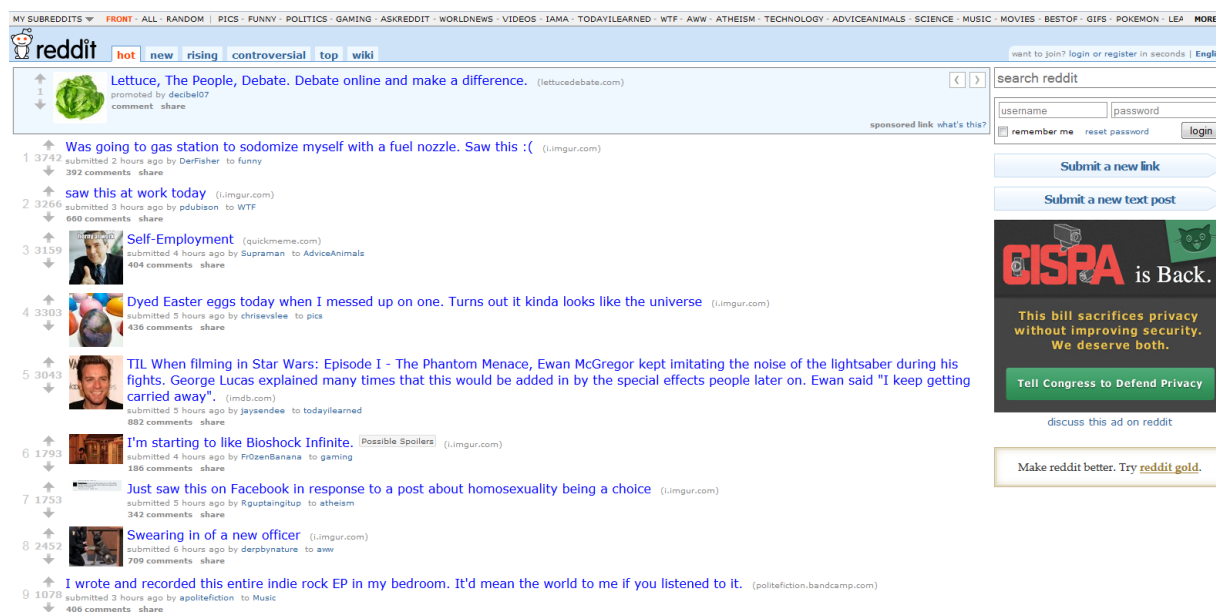 MY SUBREDDITS ▼ FRONT - ALL - RANDOM | PICS - FUNNY - POLITICS - GAMING - ASKREDDIT - WORLDNEWS - VIDEOS - IAMA - TODAYILEARNED - WTF - AWW - ATHEISM - TECHNOLOGY - ADVICEANIMALS - SCIENCE - MUSIC - MOVIES - BESTOF - GIFS - POKEMON - LEA MORE
reddit hot new rising controversial top wiki
want to join? login or register in seconds | Engli
Lettuce, The People, Debate. Debate online and make a difference. (lettucedebate.com)
1
promoted by decibel07
comment share
sponsored link what's this?
Was going to gas station to sodomize myself with a fuel nozzle. Saw this :( (i.imgur.com)
1 3742 submitted 2 hours ago by DerFisher to funny
392 comments share
saw this at work today (i.imgur.com)
2 3266 submitted 3 hours ago by pdubison to WTF
660 comments share
Self-Employment (quickmeme.com)
3 3159 submitted 4 hours ago by Supraman to AdviceAnimals
404 comments share
Dyed Easter eggs today when I messed up on one. Turns out it kinda looks like the universe (i.imgur.com)
4 3303 submitted 5 hours ago by chrisevslee to pics
436 comments share
TIL When filming in Star Wars: Episode I - The Phantom Menace, Ewan McGregor kept imitating the noise of the lightsaber during his
5 3043 fights. George Lucas explained many times that this would be added in by the special effects people later on. Ewan said "I keep getting
carried away". (imdb.com)
submitted 5 hours ago by jaysendee to todayilearned
882 comments share
I'm starting to like Bioshock Infinite. Possible Spoilers (i.imgur.com)
6 1793 submitted 4 hours ago by Fr0zenBanana to gaming
186 comments share
Just saw this on Facebook in response to a post about homosexuality being a choice (i.imgur.com)
7 1753 submitted 5 hours ago by Rguptaingitup to atheism
342 comments share
Swearing in of a new officer (i.imgur.com)
8 2452 submitted 6 hours ago by derpbynature to aww
709 comments share
I wrote and recorded this entire indie rock EP in my bedroom. It'd mean the world to me if you listened to it. (politefiction.bandcamp.com)
9 1078 submitted 3 hours ago by apolitefiction to Music
406 comments share
search reddit
username password
remember me reset password login
Submit a new link
Submit a new text post
CISPA is Back.
This bill sacrifices privacy
without improving security.
We deserve both.
Tell Congress to Defend Privacy
discuss this ad on reddit
Make reddit better. Try reddit gold.